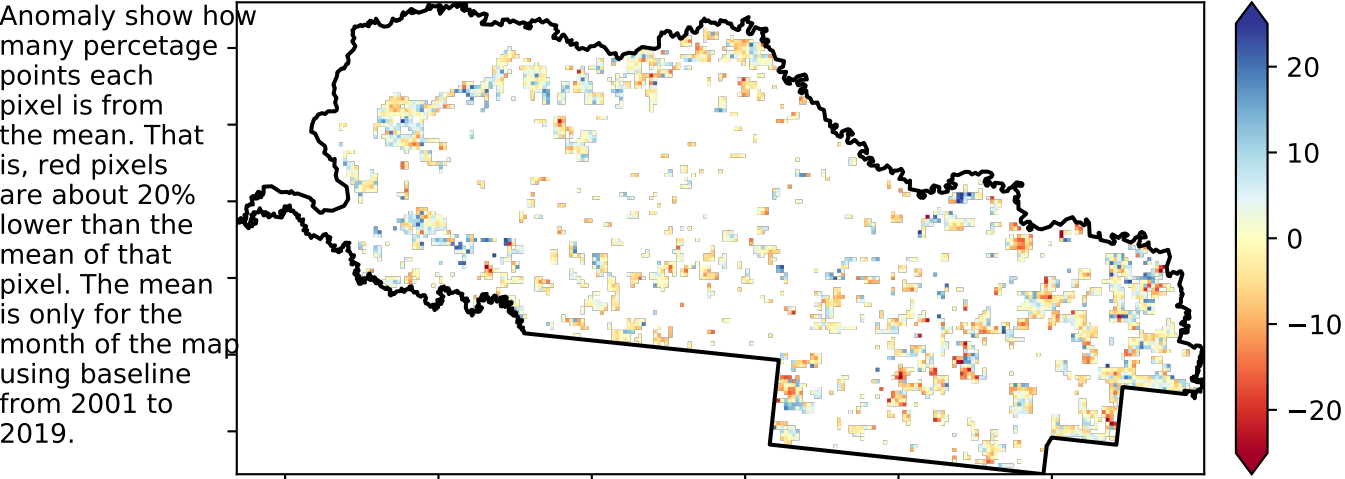 Anomaly show how
many percetage
points each
pixel is from
the mean. That
is, red pixels
are about 20%
lower than the
mean of that
pixel. The mean
is only for the
month of the map
using baseline
from 2001 to
2019.
20
10
0
−10
−20